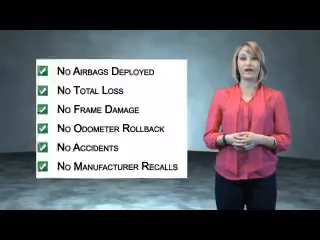 No Airbags Deployed
No Total Loss
No Frame Damage
No Odometer Rollback
No Accidents
No Manufacturer Recalls